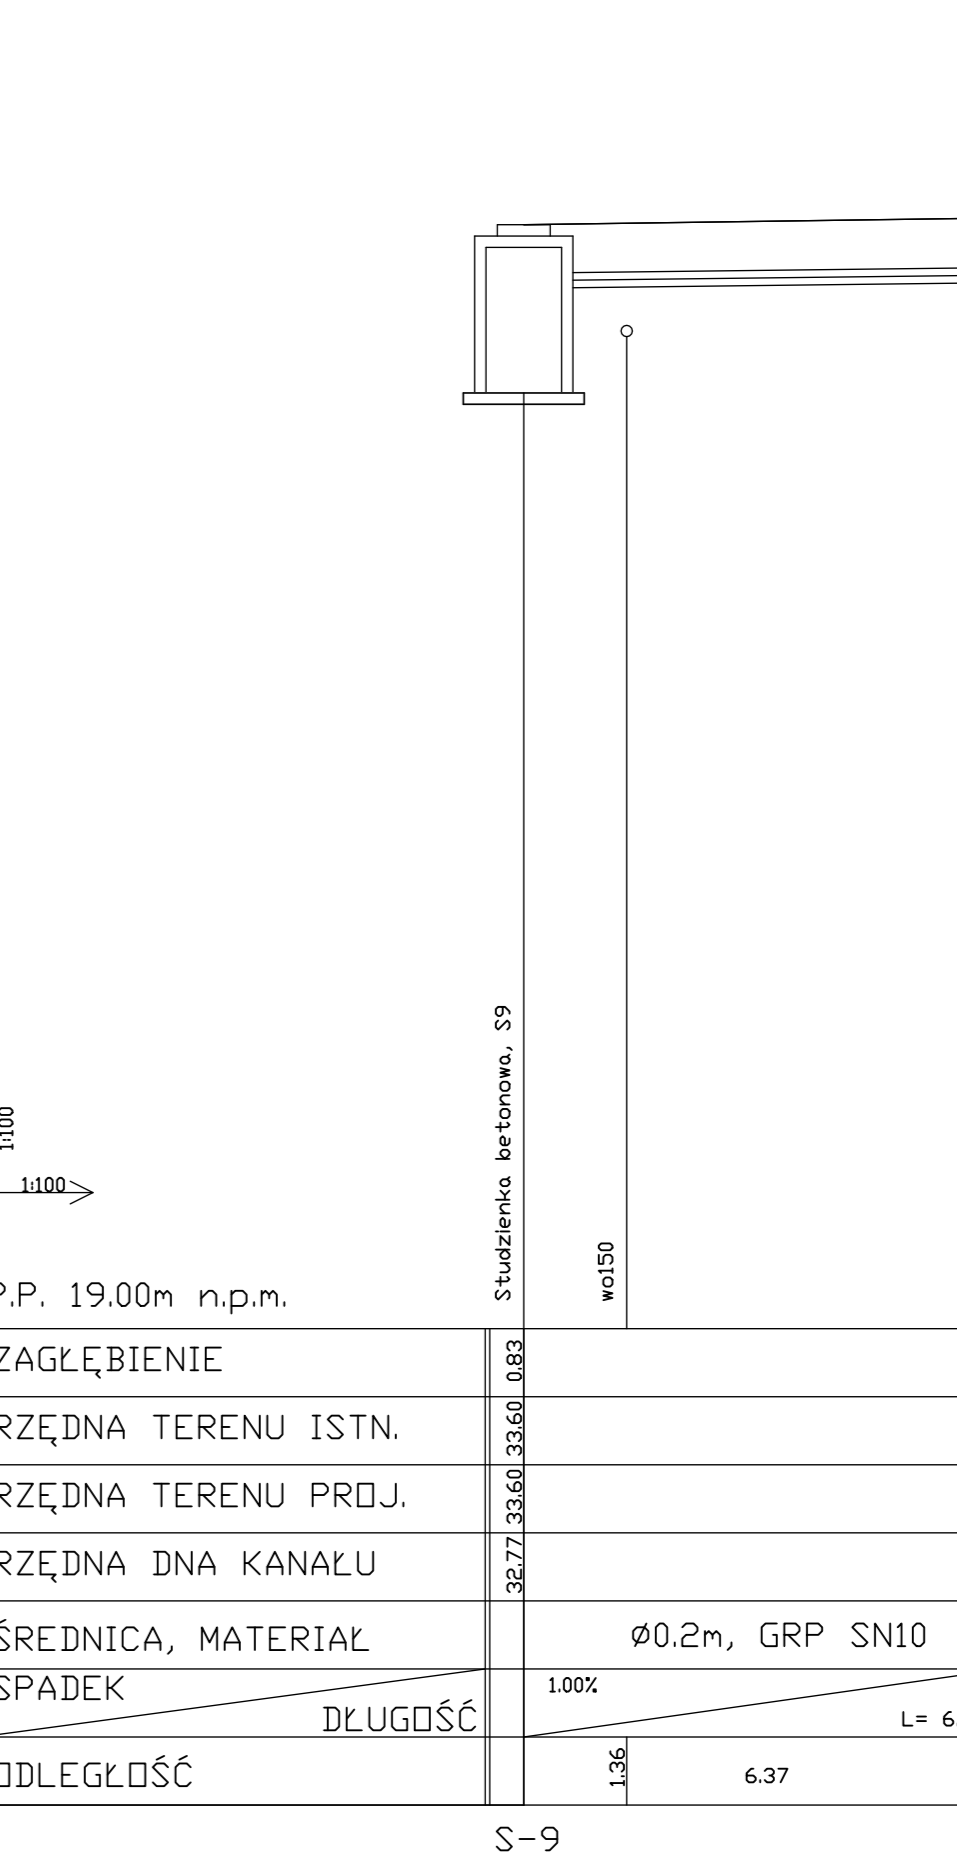 Studzienka betonowa, S9
wo150
1:100
1:100
P.P. 19.00m n.p.m.
ZAGŁĘBIENIE 0.83
RZĘDNA TERENU ISTN. 33.60
RZĘDNA TERENU PROJ. 33.60
RZĘDNA DNA KANAŁU 32.77
ŚREDNICA, MATERIAŁ Ø0.2m, GRP SN10
SPADEK 1.00%
DŁUGOŚĆ L= 6.
ODLEGŁOŚĆ 1.36 6.37
S-9